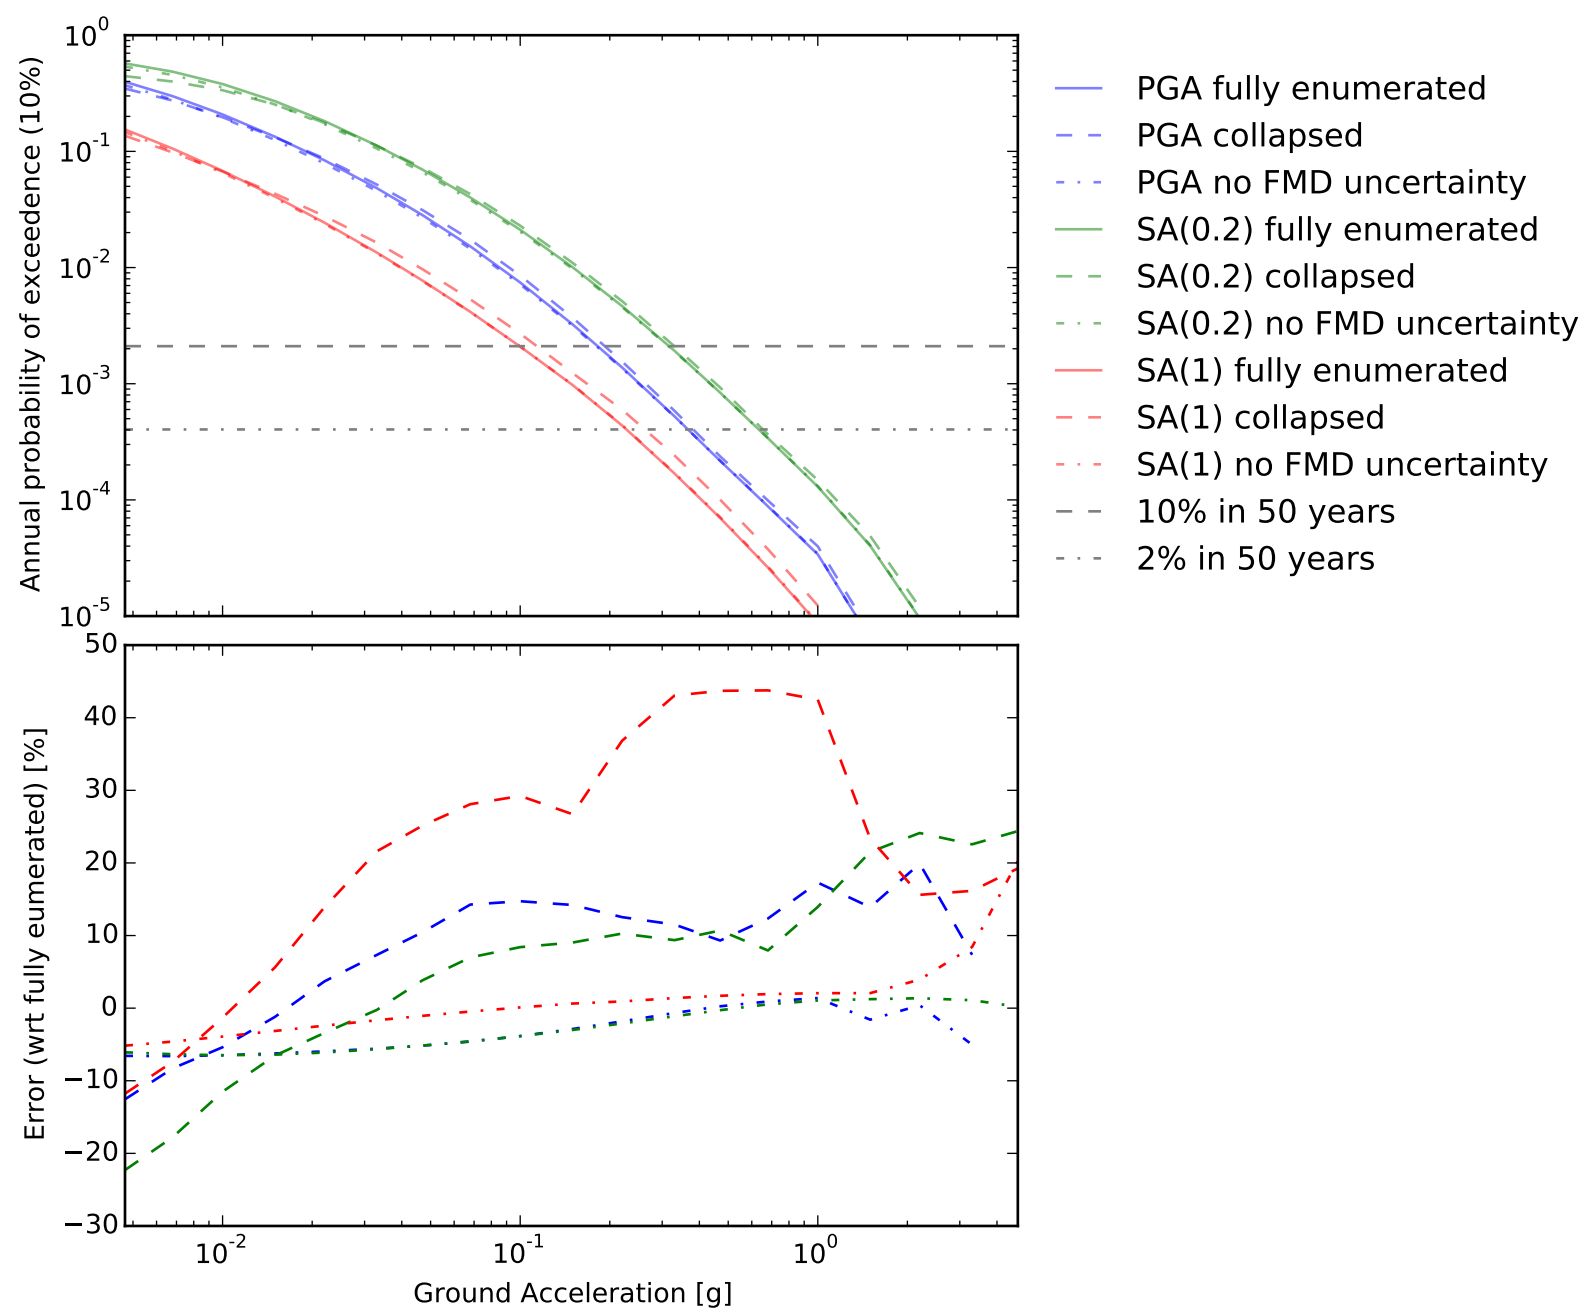 10^0
10^-1
10^-2
10^-3
10^-4
10^-5
Annual probability of exceedence (10%)
PGA fully enumerated
PGA collapsed
PGA no FMD uncertainty
SA(0.2) fully enumerated
SA(0.2) collapsed
SA(0.2) no FMD uncertainty
SA(1) fully enumerated
SA(1) collapsed
SA(1) no FMD uncertainty
10% in 50 years
2% in 50 years
50
40
30
20
10
0
−10
−20
−30
Error (wrt fully eumerated) [%]
10^-2 10^-1 10^0
Ground Acceleration [g]